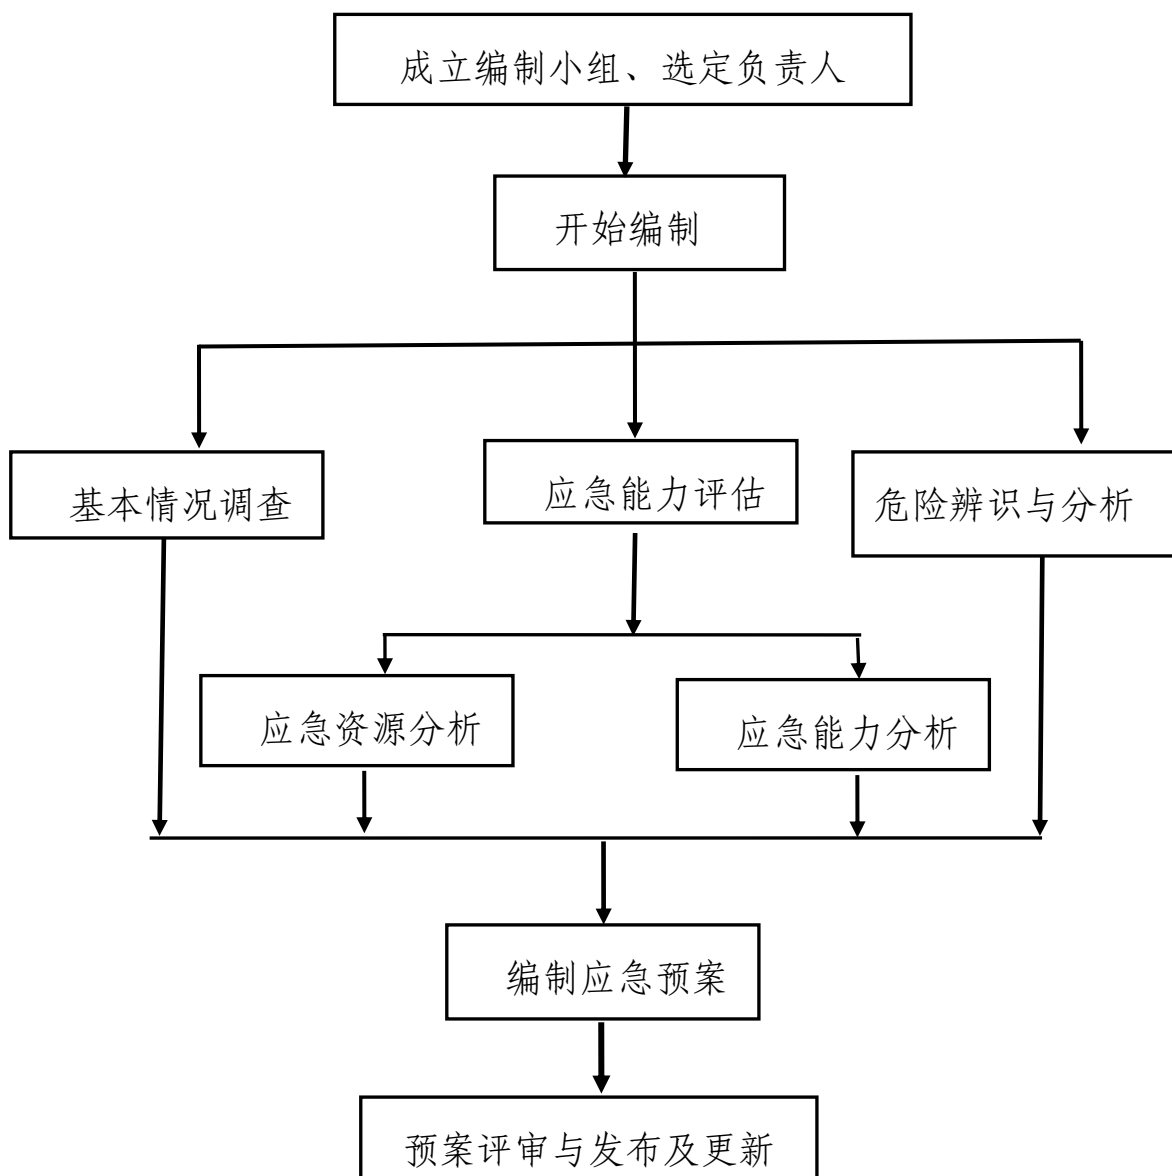 成立编制小组、选定负责人
开始编制
基本情况调查
应急能力评估
危险辨识与分析
应急资源分析
应急能力分析
编制应急预案
预案评审与发布及更新